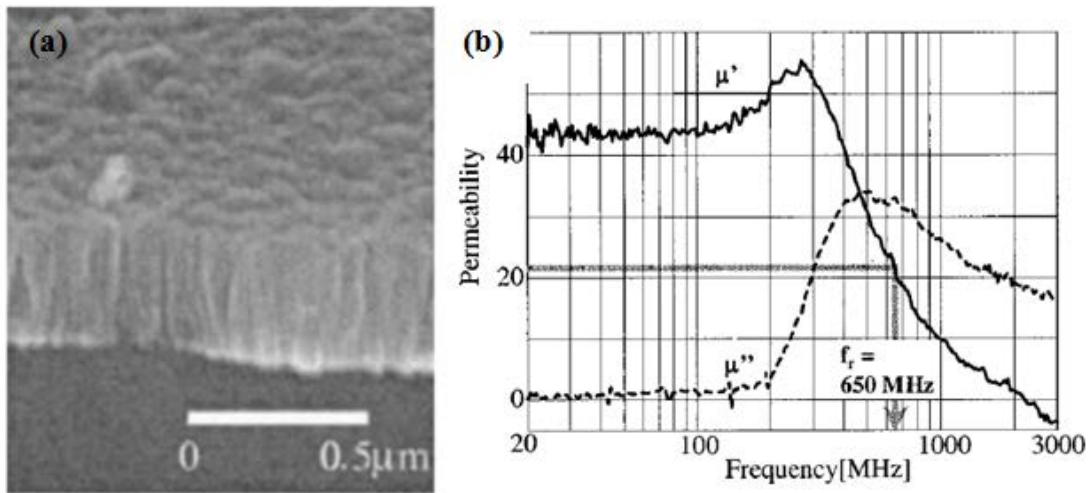 (a)
0 0.5μm
(b)
Permeability
40
20
0
μ'
μ''
f_r =
650 MHz
20 100 1000 3000
Frequency[MHz]